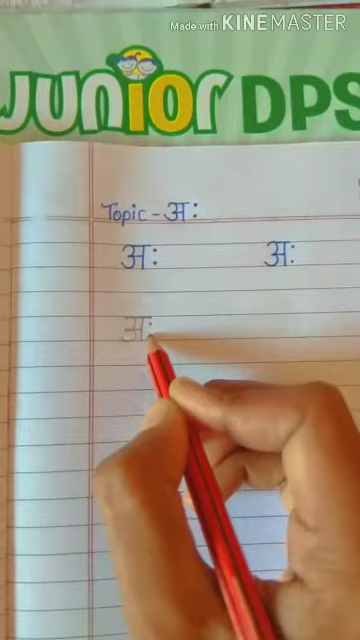 Made with KINEMASTER
Junior DPS
Topic - अ:
अ: अ:
अ: